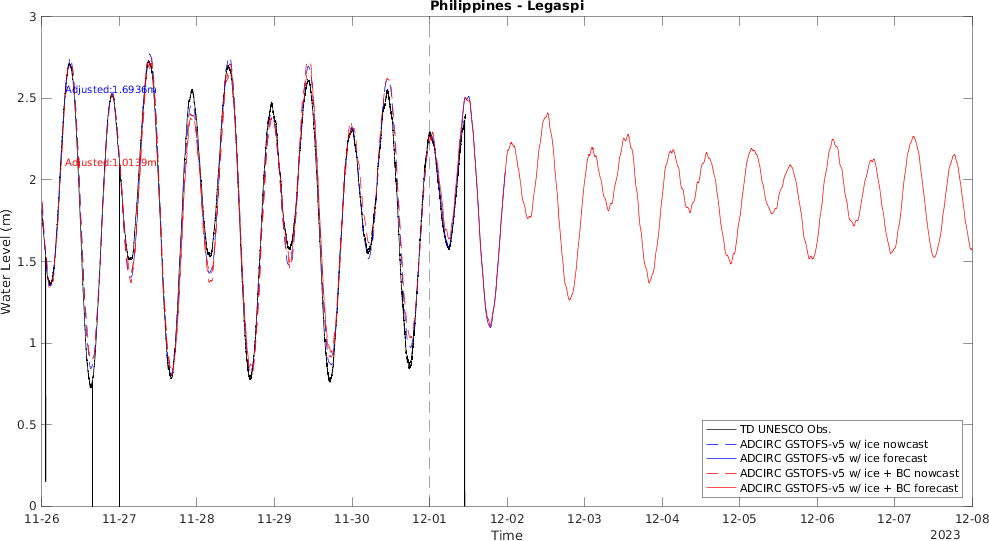 Philippines - Legaspi
3
2.5
2
1.5
1
0.5
0
Water Level (m)
Adjusted:1.6936m
Adjusted:1.0139m
TD UNESCO Obs.
ADCIRC GSTOFS-v5 w/ ice nowcast
ADCIRC GSTOFS-v5 w/ ice forecast
ADCIRC GSTOFS-v5 w/ ice + BC nowcast
ADCIRC GSTOFS-v5 w/ ice + BC forecast
11-26 11-27 11-28 11-29 11-30 12-01 12-02 12-03 12-04 12-05 12-06 12-07 12-08
Time
2023